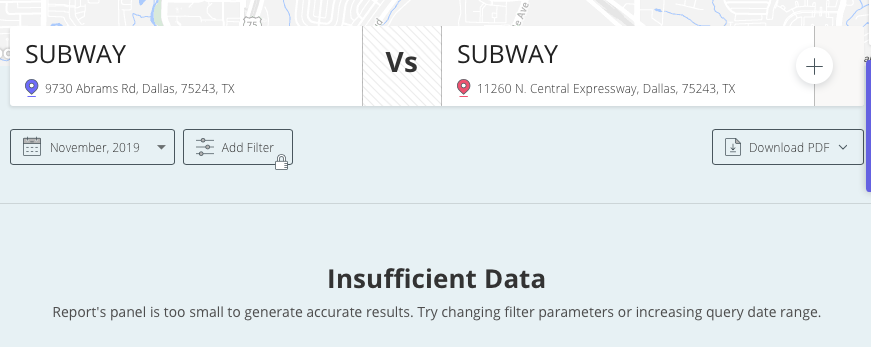 75
e Ave
SUBWAY
9730 Abrams Rd, Dallas, 75243, TX
Vs
SUBWAY
11260 N. Central Expressway, Dallas, 75243, TX
November, 2019
Add Filter
Download PDF
Insufficient Data
Report's panel is too small to generate accurate results. Try changing filter parameters or increasing query date range.